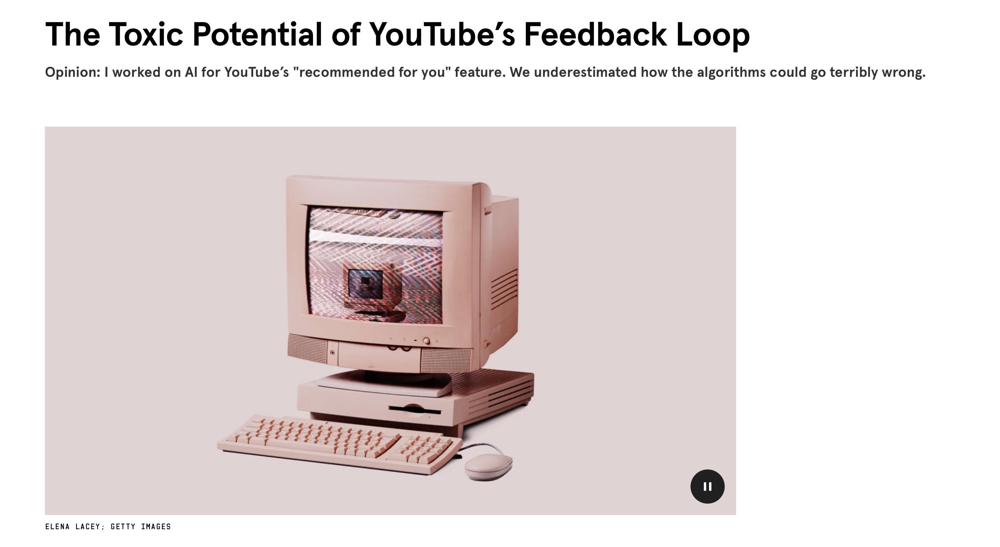 The Toxic Potential of YouTube’s Feedback Loop
Opinion: I worked on AI for YouTube’s "recommended for you" feature. We underestimated how the algorithms could go terribly wrong.
ELENA LACEY; GETTY IMAGES